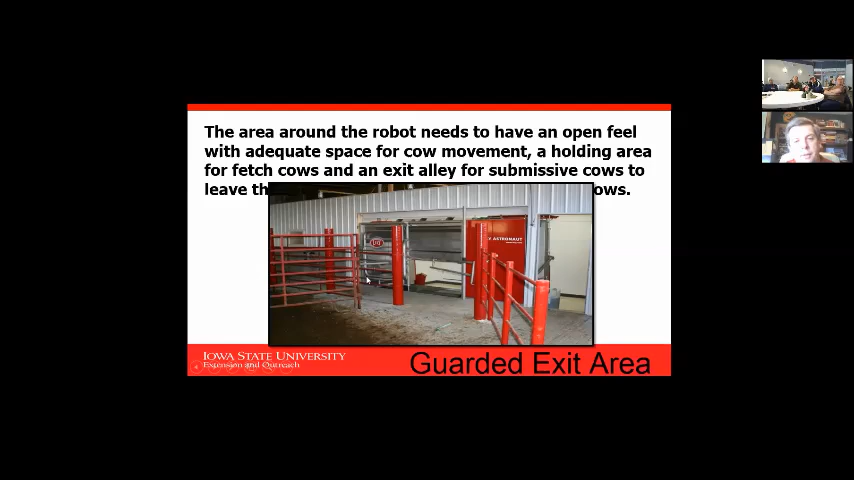 The area around the robot needs to have an open feel
with adequate space for cow movement, a holding area
for fetch cows and an exit alley for submissive cows to
leave th ows.
ASTRONAUT
IOWA STATE UNIVERSITY
Extension and Outreach
Guarded Exit Area